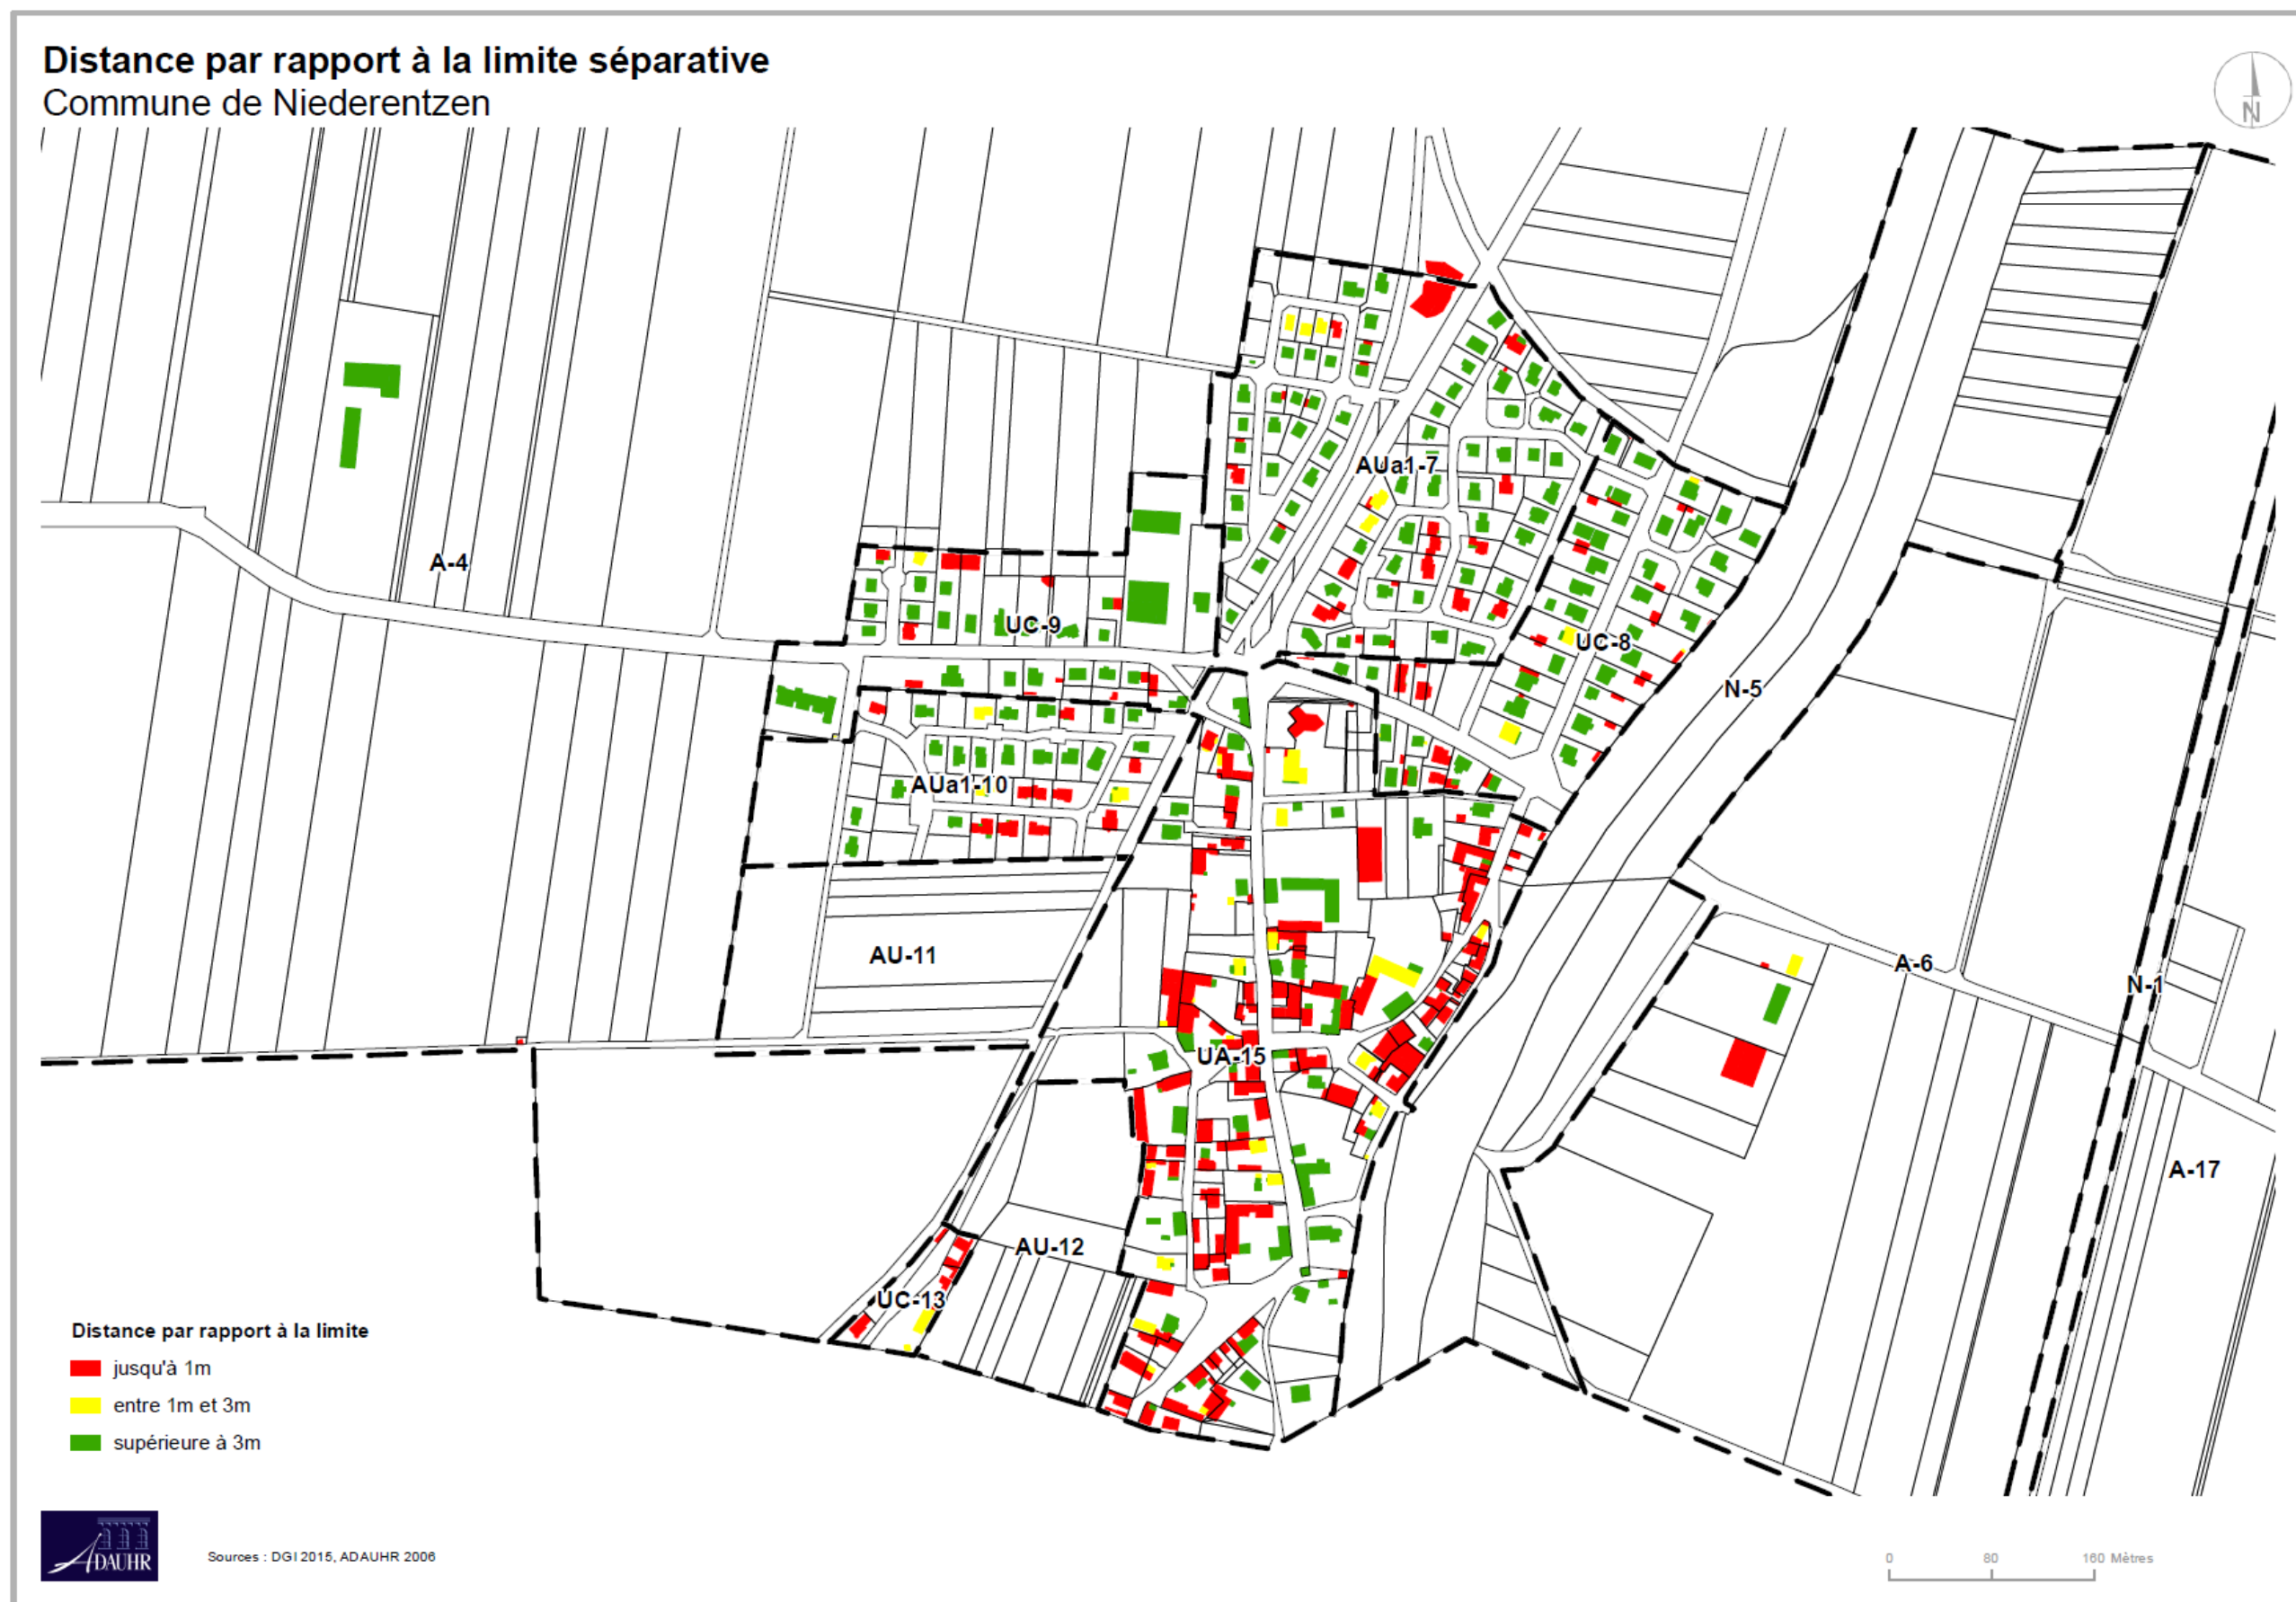 Distance par rapport à la limite séparative
Commune de Niederentzen
N
AUa1-7
A-4
UC-9
UC-8
N-5
AUa1-10
AU-11
A-6
N-1
UA-15
A-17
AU-12
UC-13
Distance par rapport à la limite
jusqu'à 1m
entre 1m et 3m
supérieure à 3m
ADAUHR
Sources : DGI 2015, ADAUHR 2006
0 80 160 Mètres